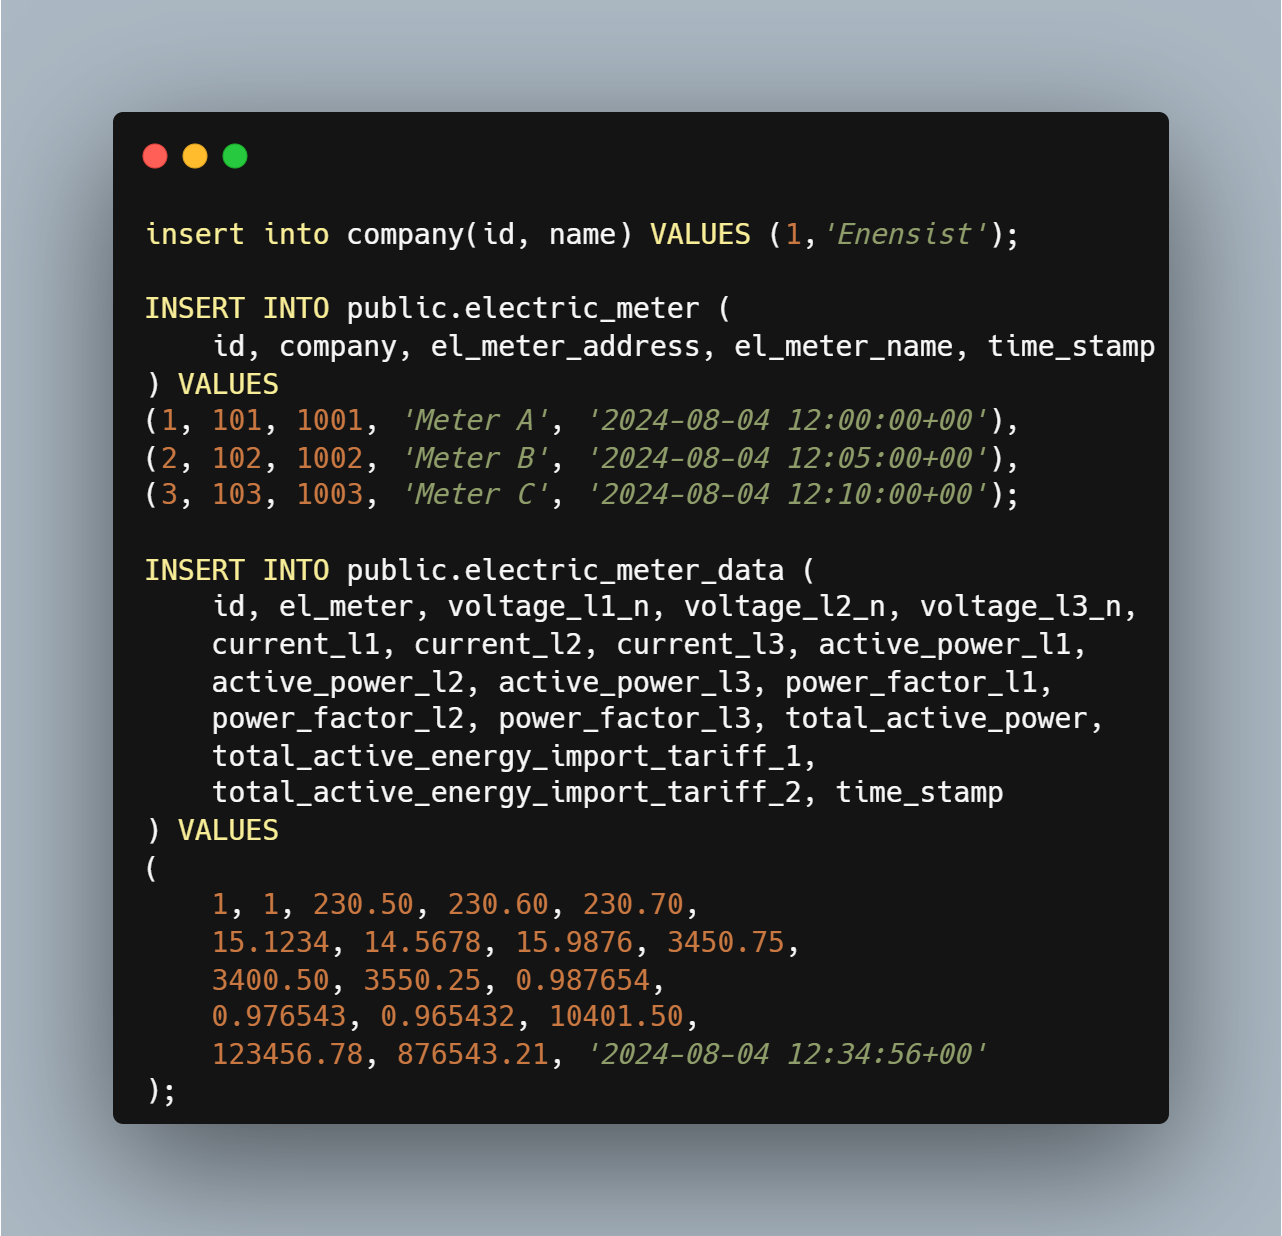 insert into company(id, name) VALUES (1,'Enensist');
INSERT INTO public.electric_meter (
    id, company, el_meter_address, el_meter_name, time_stamp
) VALUES
(1, 101, 1001, 'Meter A', '2024-08-04 12:00:00+00'),
(2, 102, 1002, 'Meter B', '2024-08-04 12:05:00+00'),
(3, 103, 1003, 'Meter C', '2024-08-04 12:10:00+00');
INSERT INTO public.electric_meter_data (
    id, el_meter, voltage_l1_n, voltage_l2_n, voltage_l3_n,
    current_l1, current_l2, current_l3, active_power_l1,
    active_power_l2, active_power_l3, power_factor_l1,
    power_factor_l2, power_factor_l3, total_active_power,
    total_active_energy_import_tariff_1,
    total_active_energy_import_tariff_2, time_stamp
) VALUES
(
    1, 1, 230.50, 230.60, 230.70,
    15.1234, 14.5678, 15.9876, 3450.75,
    3400.50, 3550.25, 0.987654,
    0.976543, 0.965432, 10401.50,
    123456.78, 876543.21, '2024-08-04 12:34:56+00'
);